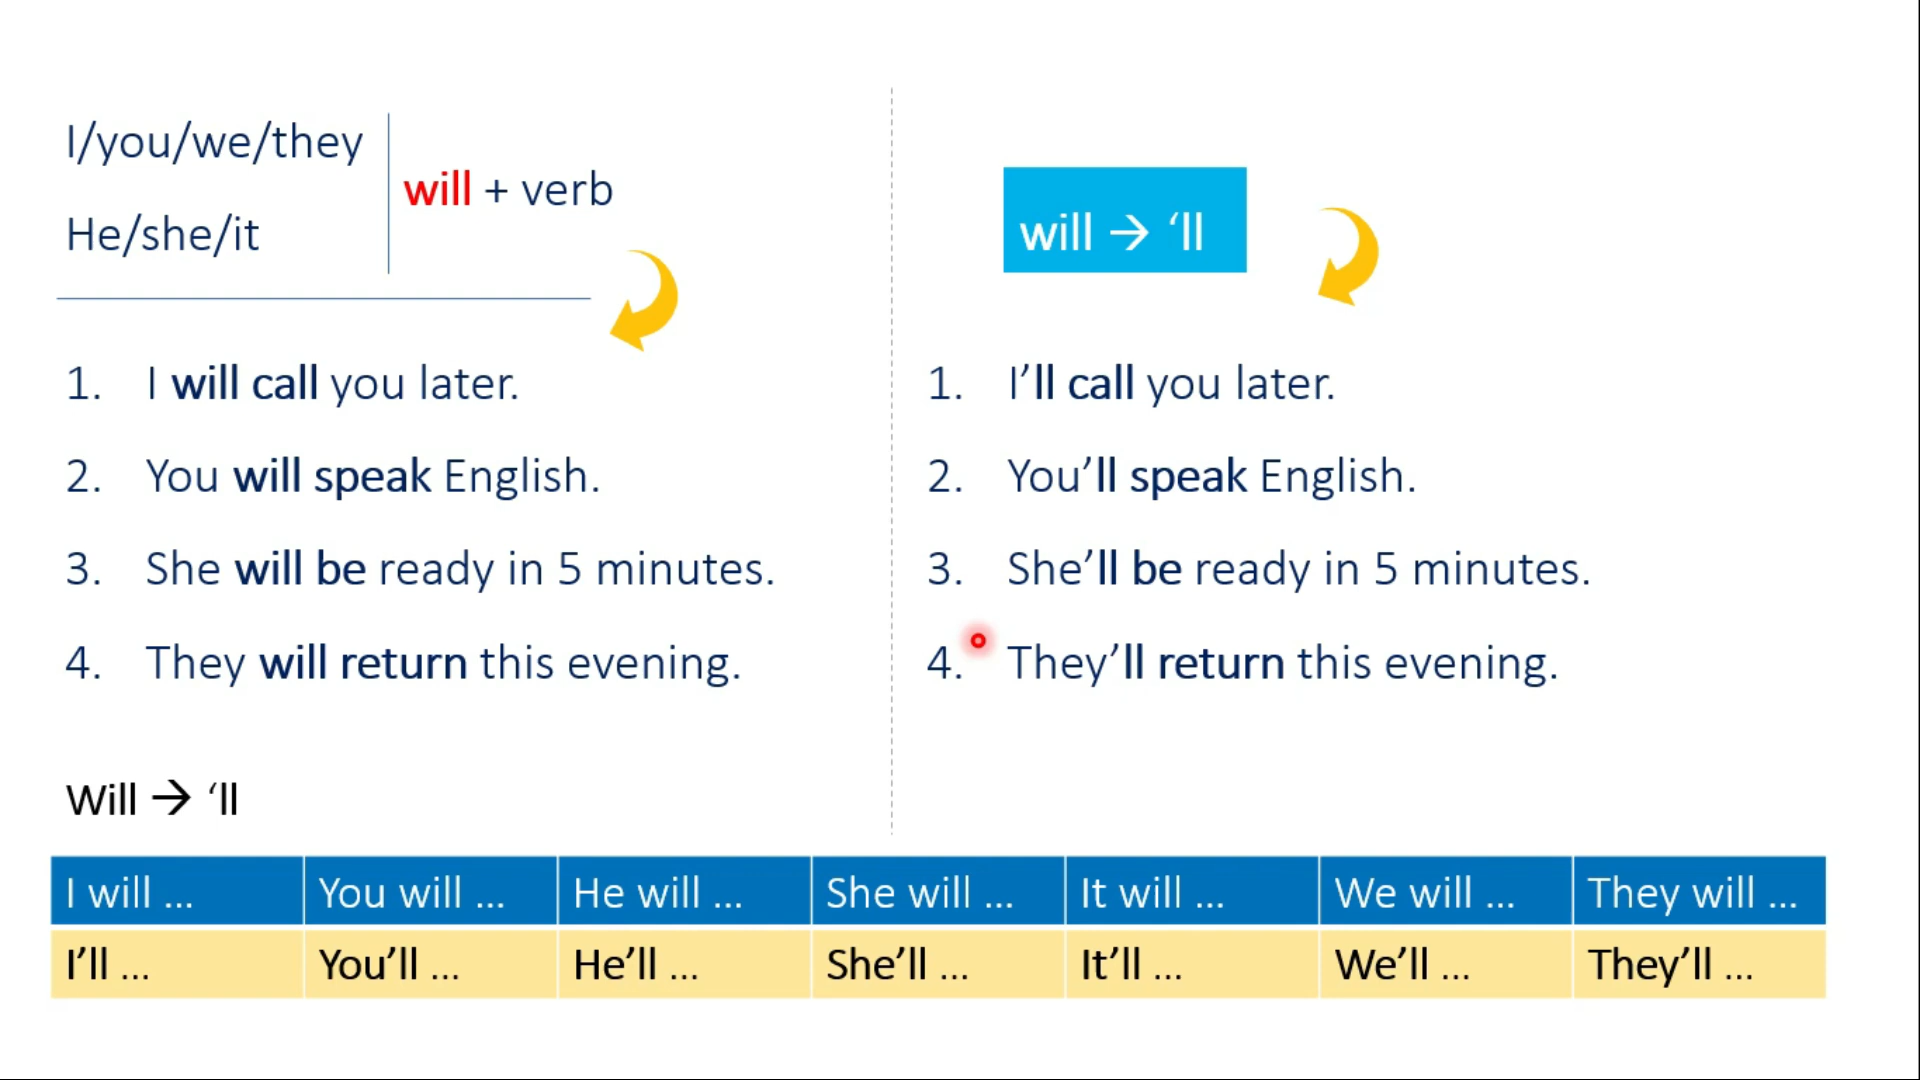 I/you/we/they
He/she/it
will + verb
1. I will call you later.
2. You will speak English.
3. She will be ready in 5 minutes.
4. They will return this evening.
will → ‘ll
1. I’ll call you later.
2. You’ll speak English.
3. She’ll be ready in 5 minutes.
4. They’ll return this evening.
Will → ‘ll
I will ... You will ... He will ... She will ... It will ... We will ... They will ...
I’ll ... You’ll ... He’ll ... She’ll ... It’ll ... We’ll ... They’ll ...